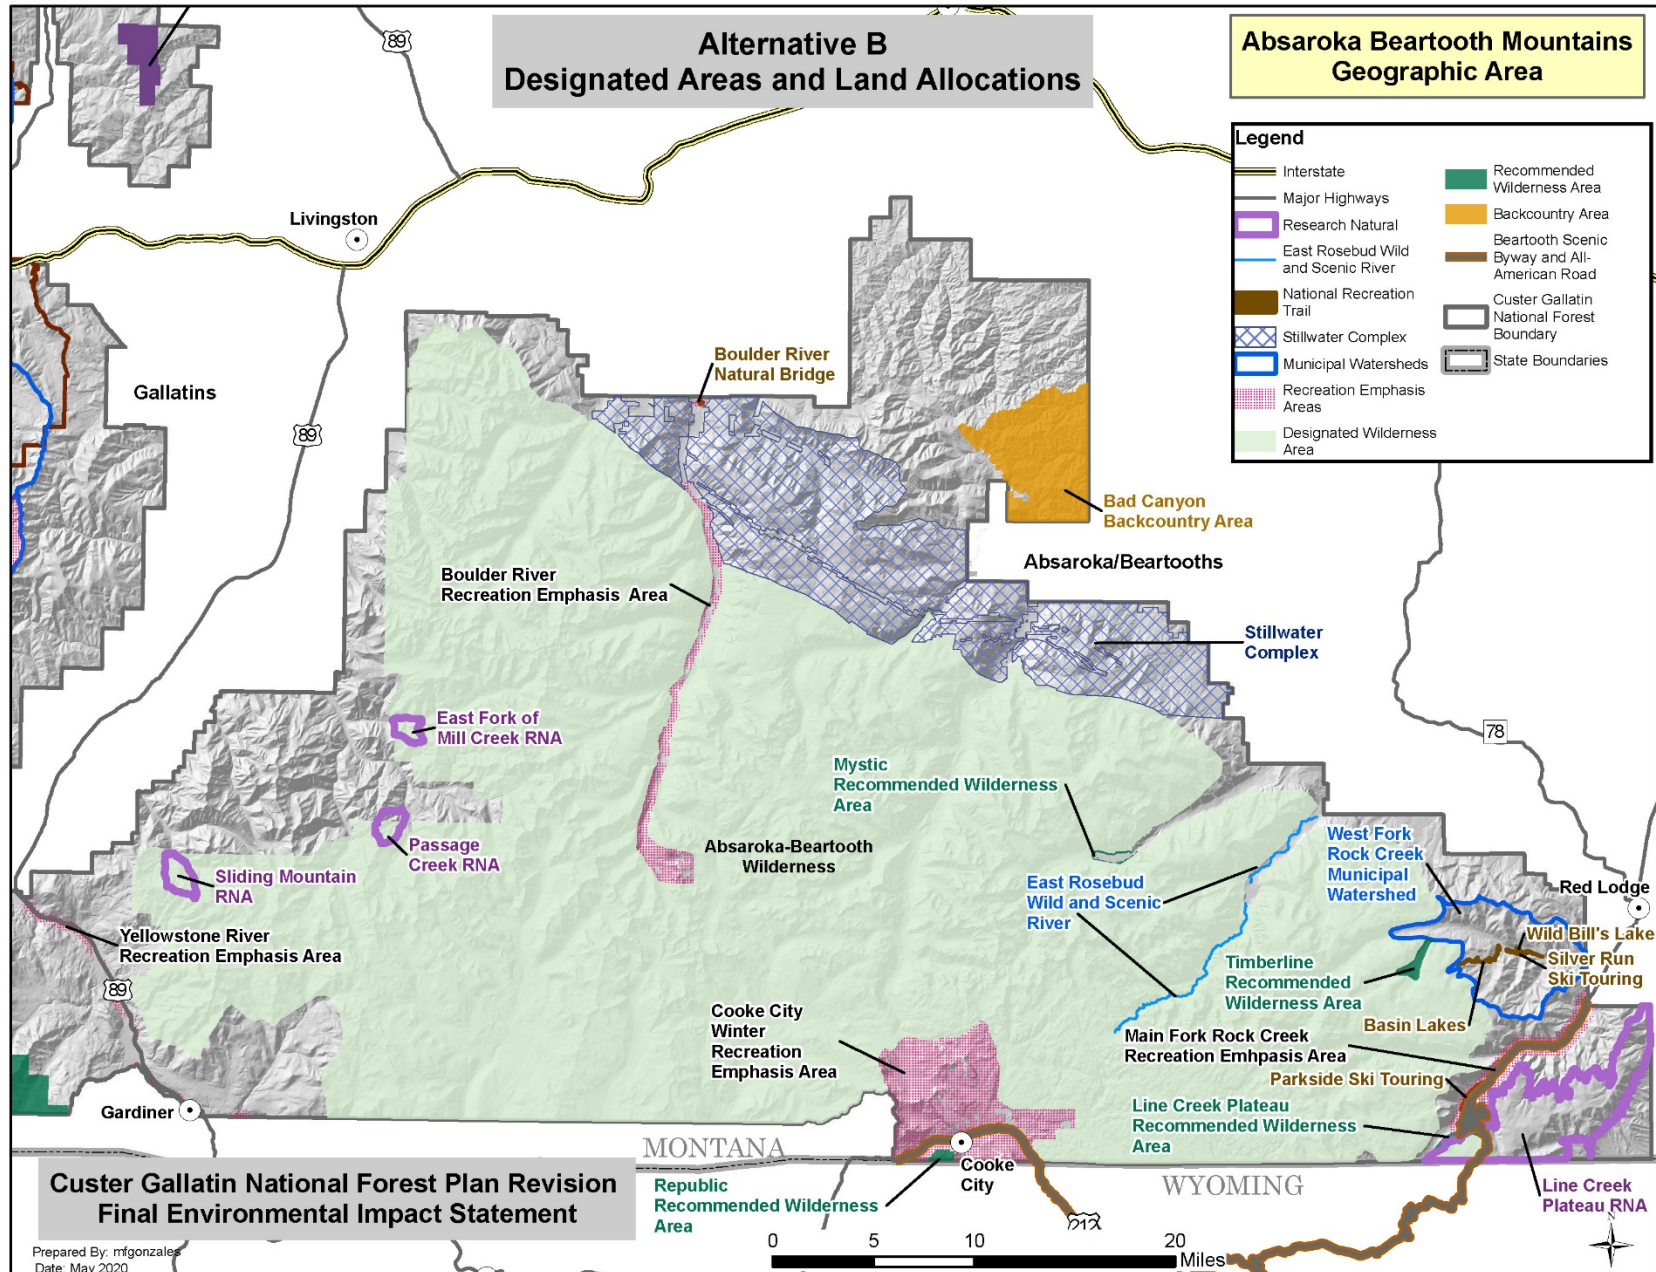 Alternative B
Designated Areas and Land Allocations
Absaroka Beartooth Mountains
Geographic Area
Legend
Interstate
Major Highways
Research Natural
East Rosebud Wild
and Scenic River
National Recreation
Trail
Stillwater Complex
Municipal Watersheds
Recreation Emphasis
Areas
Designated Wilderness
Area
Recommended
Wilderness Area
Backcountry Area
Beartooth Scenic
Byway and All-
American Road
Custer Gallatin
National Forest
Boundary
State Boundaries
89
Livingston
Gallatins
89
Boulder River
Natural Bridge
Bad Canyon
Backcountry Area
Absaroka/Beartooths
Boulder River
Recreation Emphasis Area
Stillwater
Complex
East Fork of
Mill Creek RNA
78
Mystic
Recommended Wilderness
Area
Passage
Creek RNA
Absaroka-Beartooth
Wilderness
Sliding Mountain
RNA
West Fork
Rock Creek
Municipal
Watershed
Red Lodge
East Rosebud
Wild and Scenic
River
Yellowstone River
Recreation Emphasis Area
Wild Bill's Lake
Silver Run
Ski Touring
Timberline
Recommended
Wilderness Area
89
Basin Lakes
Cooke City
Winter
Recreation
Emphasis Area
Main Fork Rock Creek
Recreation Emhpasis Area
Parkside Ski Touring
Gardiner
Line Creek Plateau
Recommended Wilderness
Area
MONTANA
WYOMING
Cooke
City
Republic
Recommended Wilderness
Area
Line Creek
Plateau RNA
212
Custer Gallatin National Forest Plan Revision
Final Environmental Impact Statement
N
0 5 10 20
Miles
Prepared By: mfgonzales
Date: May 2020